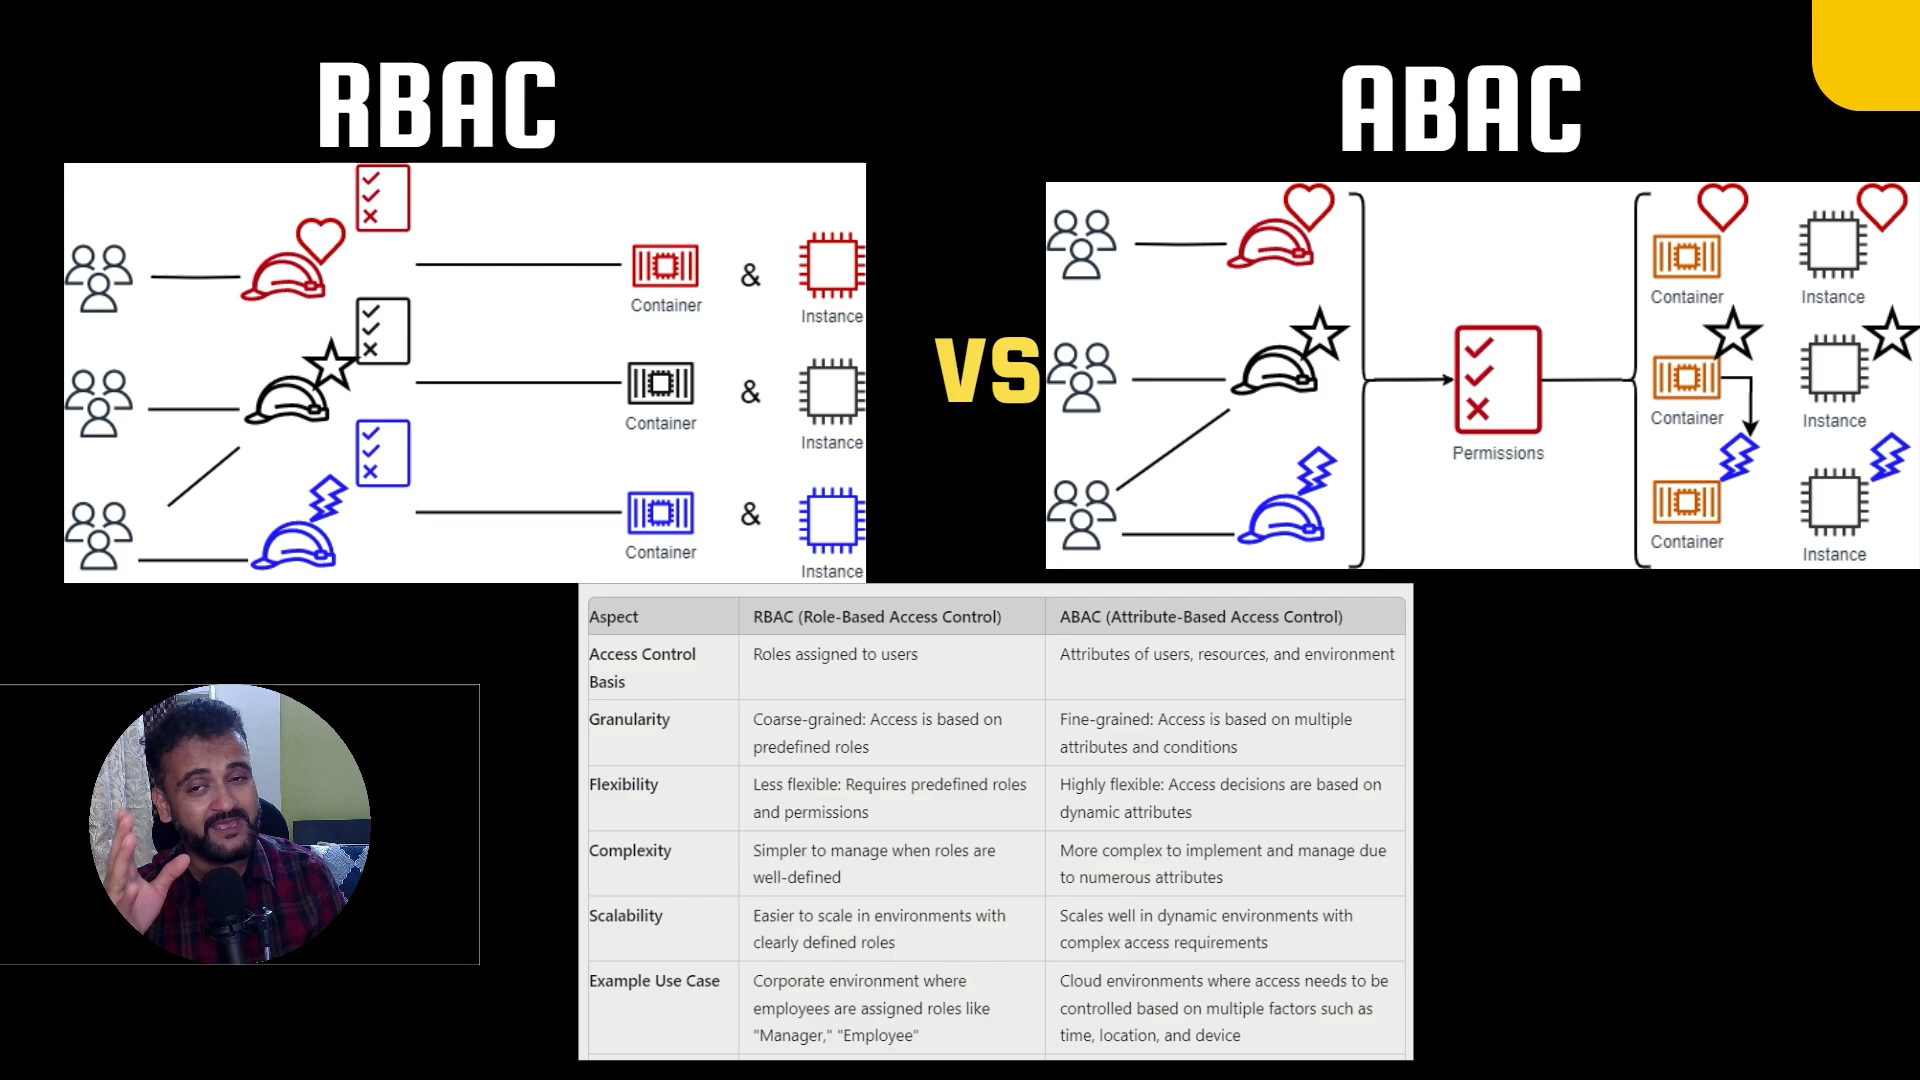 RBAC
ABAC
VS
Container
&
Instance
Container
&
Instance
Container
&
Instance
Permissions
Container
Instance
Container
Instance
Container
Instance
Aspect
RBAC (Role-Based Access Control)
ABAC (Attribute-Based Access Control)
Access Control
Basis
Roles assigned to users
Attributes of users, resources, and environment
Granularity
Coarse-grained: Access is based on
predefined roles
Fine-grained: Access is based on multiple
attributes and conditions
Flexibility
Less flexible: Requires predefined roles
and permissions
Highly flexible: Access decisions are based on
dynamic attributes
Complexity
Simpler to manage when roles are
well-defined
More complex to implement and manage due
to numerous attributes
Scalability
Easier to scale in environments with
clearly defined roles
Scales well in dynamic environments with
complex access requirements
Example Use Case
Corporate environment where
employees are assigned roles like
"Manager," "Employee"
Cloud environments where access needs to be
controlled based on multiple factors such as
time, location, and device